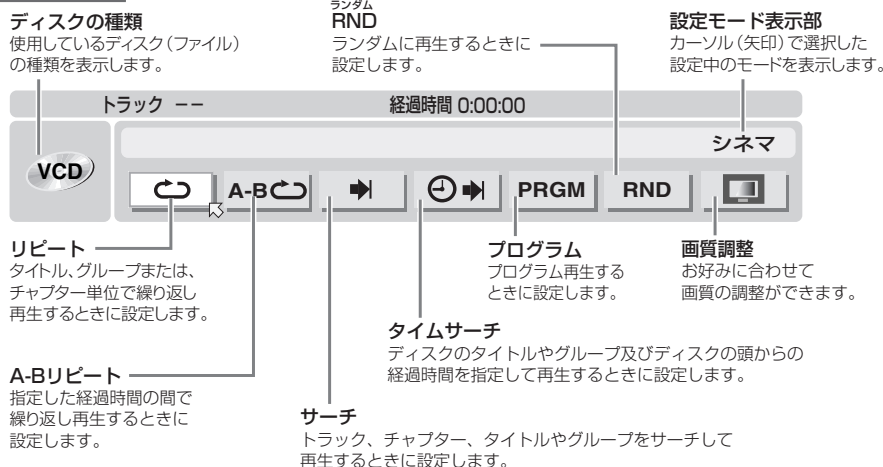 ディスクの種類
使用しているディスク（ファイル）
の種類を表示します。
ランダム
RND
ランダムに再生するときに
設定します。
設定モード表示部
カーソル（矢印）で選択した
設定中のモードを表示します。
トラック −−
経過時間 0:00:00
シネマ
VCD
A-B
PRGM
RND
リピート
タイトル、グループまたは、
チャプター単位で繰り返し
再生するときに設定します。
プログラム
プログラム再生する
ときに設定します。
画質調整
お好みに合わせて
画質の調整ができます。
タイムサーチ
ディスクのタイトルやグループ及びディスクの頭からの
経過時間を指定して再生するときに設定します。
A-Bリピート
指定した経過時間の間で
繰り返し再生するときに
設定します。
サーチ
トラック、チャプター、タイトルやグループをサーチして
再生するときに設定します。